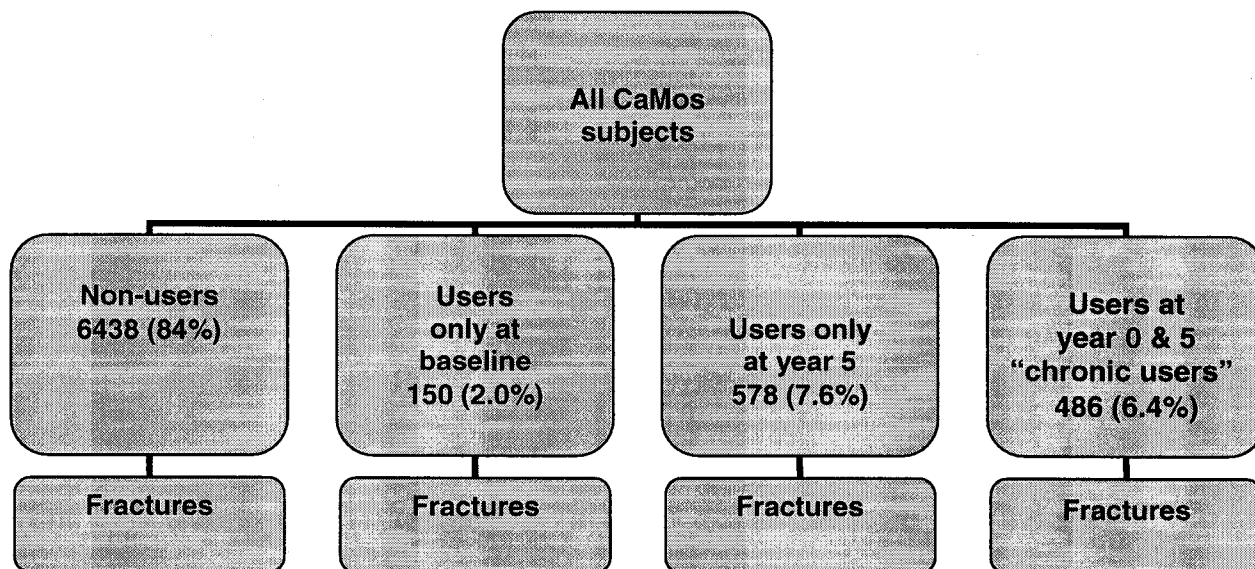 All CaMos
subjects
Non-users
6438 (84%)
Users
only at
baseline
150 (2.0%)
Users only
at year 5
578 (7.6%)
Users at
year 0 & 5
“chronic users”
486 (6.4%)
Fractures
Fractures
Fractures
Fractures